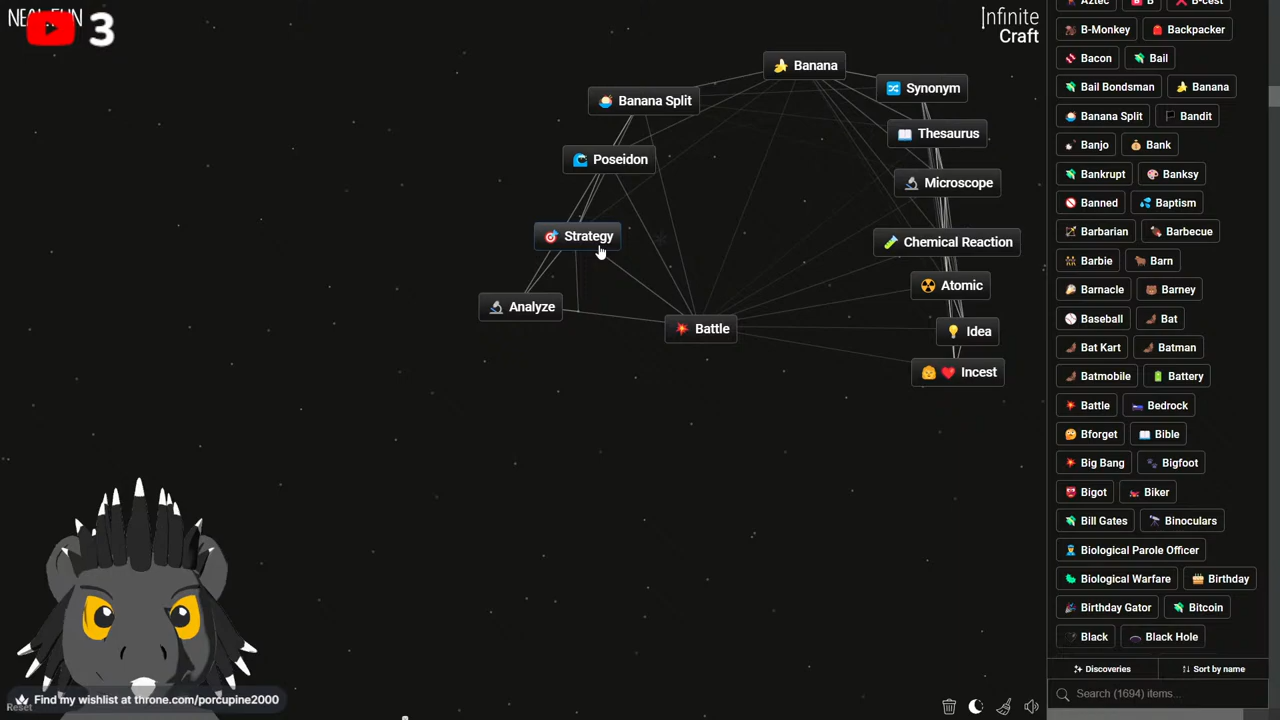 NEAL.FUN
3
Infinite
Craft
Banana
Synonym
Banana Split
Thesaurus
Poseidon
Microscope
Strategy
Chemical Reaction
Atomic
Analyze
Battle
Idea
Incest
Aztec B B-cest
B-Monkey Backpacker
Bacon Bail
Bail Bondsman Banana
Banana Split Bandit
Banjo Bank
Bankrupt Banksy
Banned Baptism
Barbarian Barbecue
Barbie Barn
Barnacle Barney
Baseball Bat
Bat Kart Batman
Batmobile Battery
Battle Bedrock
Bforget Bible
Big Bang Bigfoot
Bigot Biker
Bill Gates Binoculars
Biological Parole Officer
Biological Warfare Birthday
Birthday Gator Bitcoin
Black Black Hole
Discoveries Sort by name
Search (1694) items...
Find my wishlist at throne.com/porcupine2000
Reset